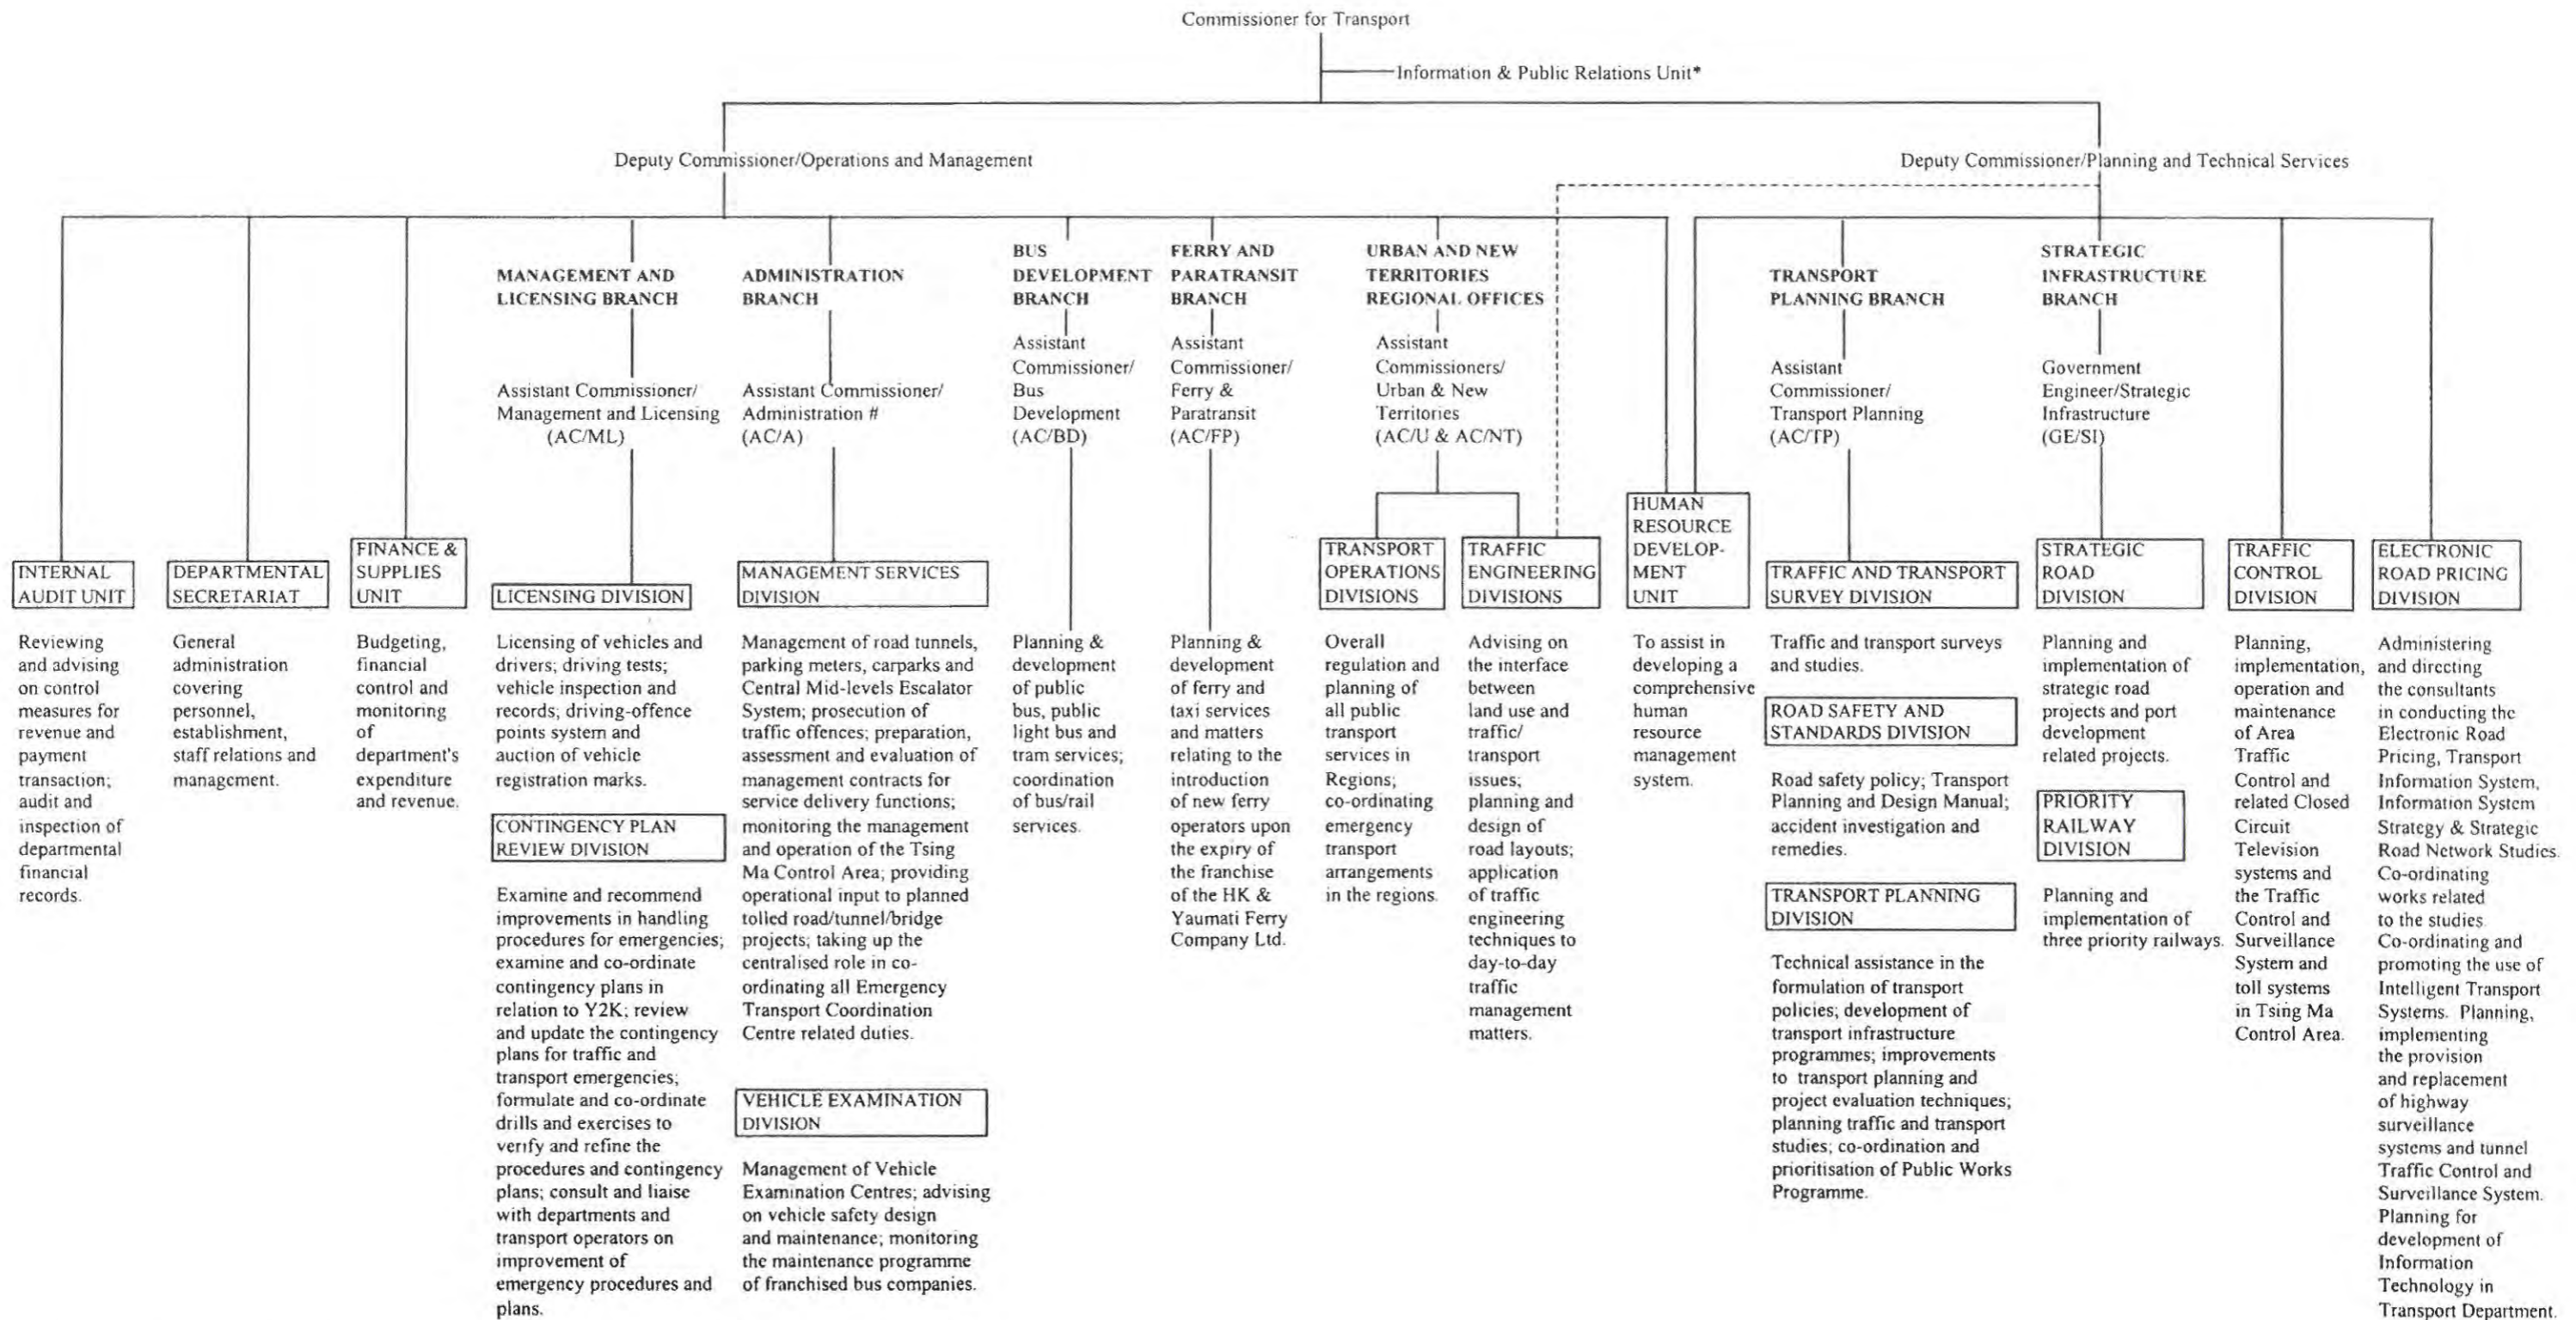 Commissioner for Transport
Information & Public Relations Unit*
Deputy Commissioner/Operations and Management
Deputy Commissioner/Planning and Technical Services
MANAGEMENT AND
LICENSING BRANCH
Assistant Commissioner/
Management and Licensing
(AC/ML)
ADMINISTRATION
BRANCH
Assistant Commissioner/
Administration #
(AC/A)
BUS
DEVELOPMENT
BRANCH
Assistant
Commissioner/
Bus
Development
(AC/BD)
FERRY AND
PARATRANSIT
BRANCH
Assistant
Commissioner/
Ferry &
Paratransit
(AC/FP)
URBAN AND NEW
TERRITORIES
REGIONAL OFFICES
Assistant
Commissioners/
Urban & New
Territories
(AC/U & AC/NT)
TRANSPORT
PLANNING BRANCH
Assistant
Commissioner/
Transport Planning
(AC/TP)
STRATEGIC
INFRASTRUCTURE
BRANCH
Government
Engineer/Strategic
Infrastructure
(GE/SI)
INTERNAL
AUDIT UNIT
Reviewing
and advising
on control
measures for
revenue and
payment
transaction;
audit and
inspection of
departmental
financial
records.
DEPARTMENTAL
SECRETARIAT
General
administration
covering
personnel,
establishment,
staff relations and
management.
FINANCE &
SUPPLIES
UNIT
Budgeting,
financial
control and
monitoring
of
department's
expenditure
and revenue.
LICENSING DIVISION
Licensing of vehicles and
drivers; driving tests;
vehicle inspection and
records; driving-offence
points system and
auction of vehicle
registration marks.
CONTINGENCY PLAN
REVIEW DIVISION
Examine and recommend
improvements in handling
procedures for emergencies;
examine and co-ordinate
contingency plans in
relation to Y2K; review
and update the contingency
plans for traffic and
transport emergencies;
formulate and co-ordinate
drills and exercises to
verify and refine the
procedures and contingency
plans; consult and liaise
with departments and
transport operators on
improvement of
emergency procedures and
plans.
MANAGEMENT SERVICES
DIVISION
Management of road tunnels,
parking meters, carparks and
Central Mid-levels Escalator
System; prosecution of
traffic offences; preparation,
assessment and evaluation of
management contracts for
service delivery functions;
monitoring the management
and operation of the Tsing
Ma Control Area; providing
operational input to planned
tolled road/tunnel/bridge
projects; taking up the
centralised role in co-
ordinating all Emergency
Transport Coordination
Centre related duties.
VEHICLE EXAMINATION
DIVISION
Management of Vehicle
Examination Centres; advising
on vehicle safety design
and maintenance; monitoring
the maintenance programme
of franchised bus companies.
Planning &
development
of public
bus, public
light bus and
tram services;
coordination
of bus/rail
services.
Planning &
development
of ferry and
taxi services
and matters
relating to the
introduction
of new ferry
operators upon
the expiry of
the franchise
of the HK &
Yaumati Ferry
Company Ltd.
TRANSPORT
OPERATIONS
DIVISIONS
Overall
regulation and
planning of
all public
transport
services in
Regions;
co-ordinating
emergency
transport
arrangements
in the regions.
TRAFFIC
ENGINEERING
DIVISIONS
Advising on
the interface
between
land use and
traffic/
transport
issues;
planning and
design of
road layouts;
application
of traffic
engineering
techniques to
day-to-day
traffic
management
matters.
HUMAN
RESOURCE
DEVELOP-
MENT
UNIT
To assist in
developing a
comprehensive
human
resource
management
system.
TRAFFIC AND TRANSPORT
SURVEY DIVISION
Traffic and transport surveys
and studies.
ROAD SAFETY AND
STANDARDS DIVISION
Road safety policy; Transport
Planning and Design Manual;
accident investigation and
remedies.
TRANSPORT PLANNING
DIVISION
Technical assistance in the
formulation of transport
policies; development of
transport infrastructure
programmes; improvements
to transport planning and
project evaluation techniques;
planning traffic and transport
studies; co-ordination and
prioritisation of Public Works
Programme.
STRATEGIC
ROAD
DIVISION
Planning and
implementation of
strategic road
projects and port
development
related projects.
PRIORITY
RAILWAY
DIVISION
Planning and
implementation of
three priority railways.
TRAFFIC
CONTROL
DIVISION
Planning,
implementation,
operation and
maintenance
of Area
Traffic
Control and
related Closed
Circuit
Television
systems and
the Traffic
Control and
Surveillance
System and
toll systems
in Tsing Ma
Control Area.
ELECTRONIC
ROAD PRICING
DIVISION
Administering
and directing
the consultants
in conducting the
Electronic Road
Pricing, Transport
Information System,
Information System
Strategy & Strategic
Road Network Studies.
Co-ordinating
works related
to the studies.
Co-ordinating and
promoting the use of
Intelligent Transport
Systems. Planning,
implementing
the provision
and replacement
of highway
surveillance
systems and tunnel
Traffic Control and
Surveillance System.
Planning for
development of
Information
Technology in
Transport Department.